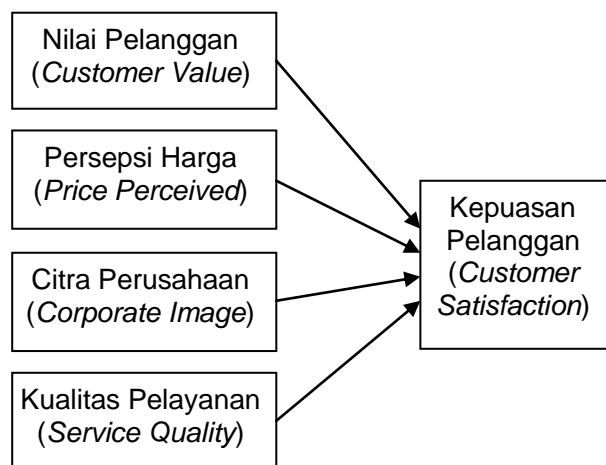 Nilai Pelanggan
(Customer Value)
Persepsi Harga
(Price Perceived)
Citra Perusahaan
(Corporate Image)
Kualitas Pelayanan
(Service Quality)
Kepuasan
Pelanggan
(Customer
Satisfaction)